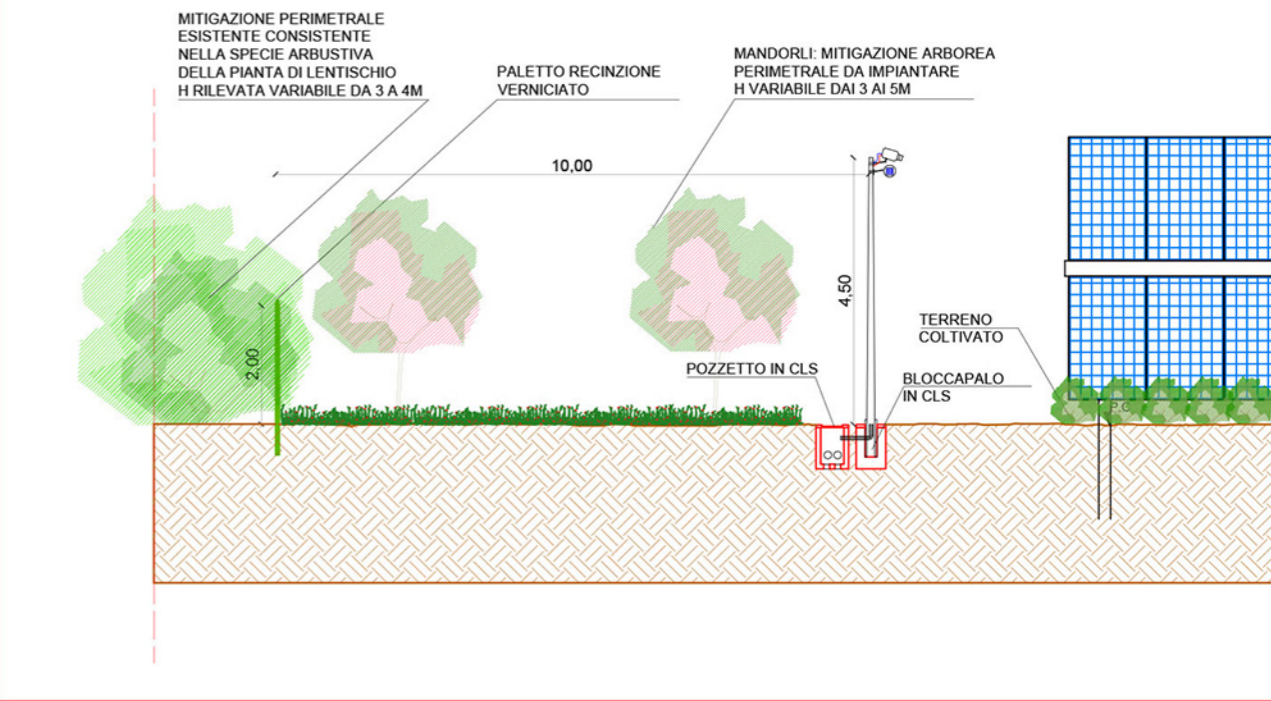 MITIGAZIONE PERIMETRALE
ESISTENTE CONSISTENTE
NELLA SPECIE ARBUSTIVA
DELLA PIANTA DI LENTISCHIO
H RILEVATA VARIABILE DA 3 A 4M
PALETTO RECINZIONE
VERNICIATO
MANDORLI: MITIGAZIONE ARBOREA
PERIMETRALE DA IMPIANTARE
H VARIABILE DAI 3 AI 5M
10,00
4,50
2,00
TERRENO
COLTIVATO
POZZETTO IN CLS
BLOCCAPALO
IN CLS